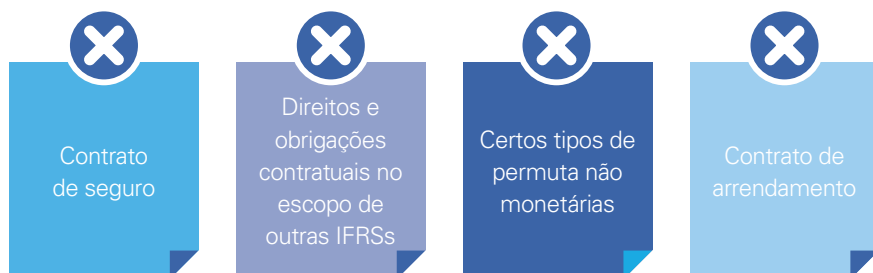 Contrato
de seguro
Direitos e
obrigações
contratuais no
escopo de
outras IFRSs
Certos tipos de
permuta não
monetárias
Contrato de
arrendamento